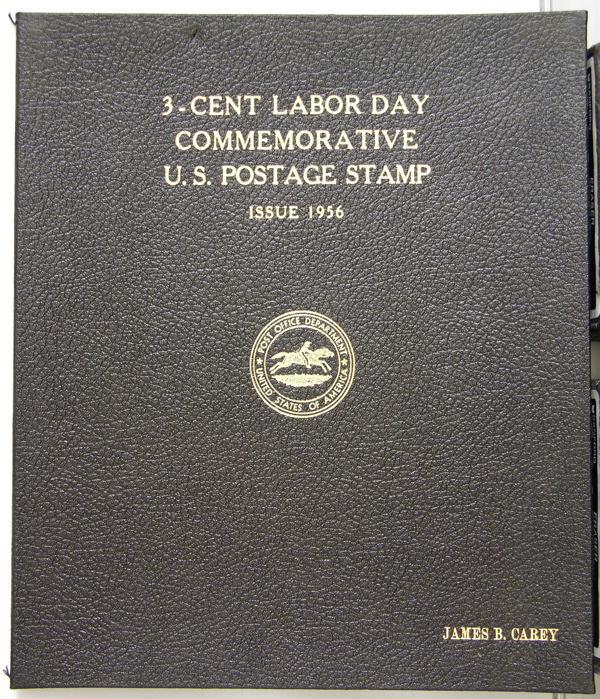 3-CENT LABOR DAY
COMMEMORATIVE
U.S. POSTAGE STAMP
ISSUE 1956
★ POST OFFICE DEPARTMENT ★
UNITED STATES OF AMERICA
JAMES B. CAREY